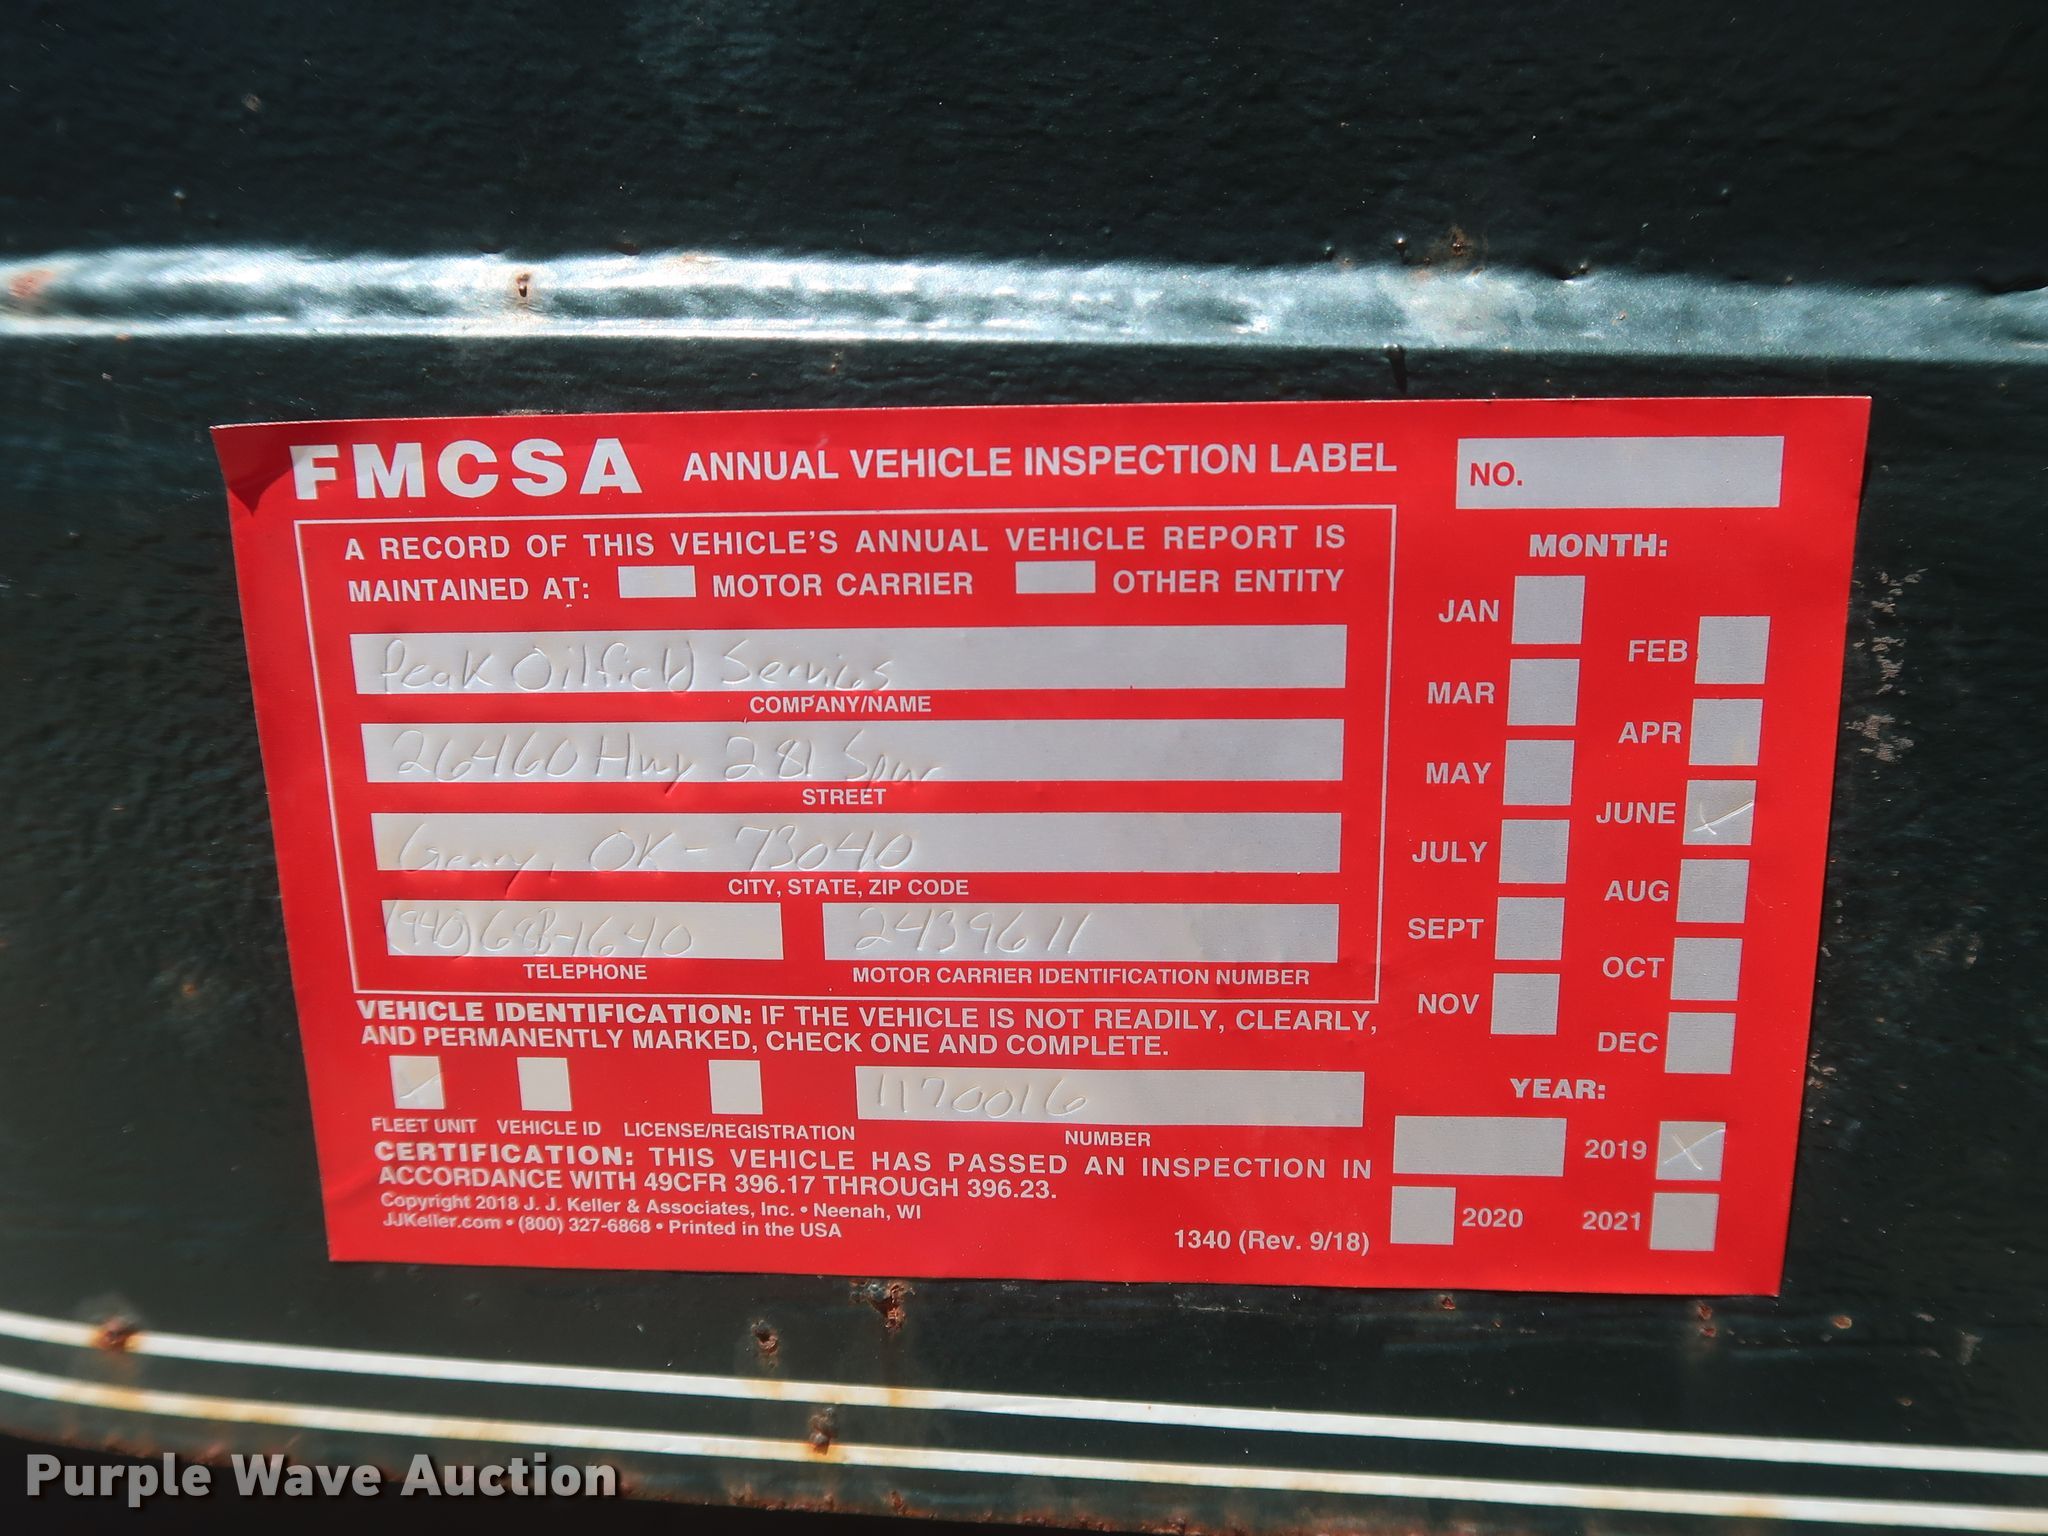 FMCSA ANNUAL VEHICLE INSPECTION LABEL
NO.
A RECORD OF THIS VEHICLE'S ANNUAL VEHICLE REPORT IS
MAINTAINED AT: MOTOR CARRIER OTHER ENTITY
Peak Oilfield Services
COMPANY/NAME
26460 Hwy 281 Spur
STREET
Geary, OK - 73040
CITY, STATE, ZIP CODE
(940) 1640 2439611
TELEPHONE MOTOR CARRIER IDENTIFICATION NUMBER
VEHICLE IDENTIFICATION: IF THE VEHICLE IS NOT READILY, CLEARLY,
AND PERMANENTLY MARKED, CHECK ONE AND COMPLETE.
1170016
FLEET UNIT VEHICLE ID LICENSE/REGISTRATION NUMBER
CERTIFICATION: THIS VEHICLE HAS PASSED AN INSPECTION IN
ACCORDANCE WITH 49CFR 396.17 THROUGH 396.23.
Copyright 2018 J. J. Keller & Associates, Inc. • Neenah, WI
JJKeller.com • (800) 327-6868 • Printed in the USA
1340 (Rev. 9/18)
MONTH:
JAN
FEB
MAR
APR
MAY
JUNE
JULY
AUG
SEPT
OCT
NOV
DEC
YEAR:
2019
2020 2021
Purple Wave Auction